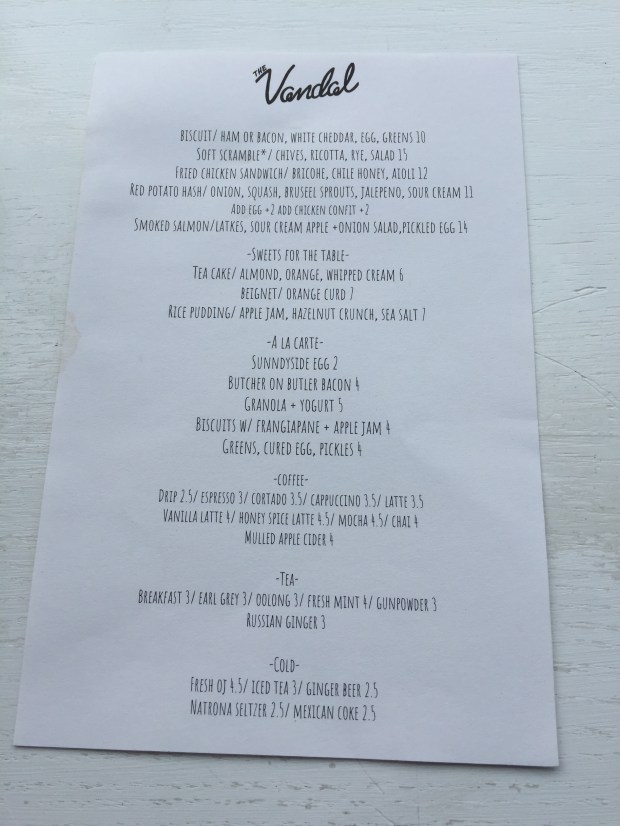 THE Vandal
BISCUIT/ HAM OR BACON, WHITE CHEDDAR, EGG, GREENS 10
SOFT SCRAMBLE*/ CHIVES, RICOTTA, RYE, SALAD 15
FRIED CHICKEN SANDWICH/ BRICOHE, CHILE HONEY, AIOLI 12
RED POTATO HASH/ ONION, SQUASH, BRUSEEL SPROUTS, JALEPENO, SOUR CREAM 11
ADD EGG +2 ADD CHICKEN CONFIT +2
SMOKED SALMON/LATKES, SOUR CREAM APPLE +ONION SALAD,PICKLED EGG 14
-SWEETS FOR THE TABLE-
TEA CAKE/ ALMOND, ORANGE, WHIPPED CREAM 6
BEIGNET/ ORANGE CURD 7
RICE PUDDING/ APPLE JAM, HAZELNUT CRUNCH, SEA SALT 7
-A LA CARTE-
SUNNDYSIDE EGG 2
BUTCHER ON BUTLER BACON 4
GRANOLA + YOGURT 5
BISCUITS W/ FRANGIAPANE + APPLE JAM 4
GREENS, CURED EGG, PICKLES 4
-COFFEE-
DRIP 2.5/ ESPRESSO 3/ CORTADO 3.5/ CAPPUCCINO 3.5/ LATTE 3.5
VANILLA LATTE 4/ HONEY SPICE LATTE 4.5/ MOCHA 4.5/ CHAI 4
MULLED APPLE CIDER 4
-TEA-
BREAKFAST 3/ EARL GREY 3/ OOLONG 3/ FRESH MINT 4/ GUNPOWDER 3
RUSSIAN GINGER 3
-COLD-
FRESH OJ 4.5/ ICED TEA 3/ GINGER BEER 2.5
NATRONA SELTZER 2.5/ MEXICAN COKE 2.5